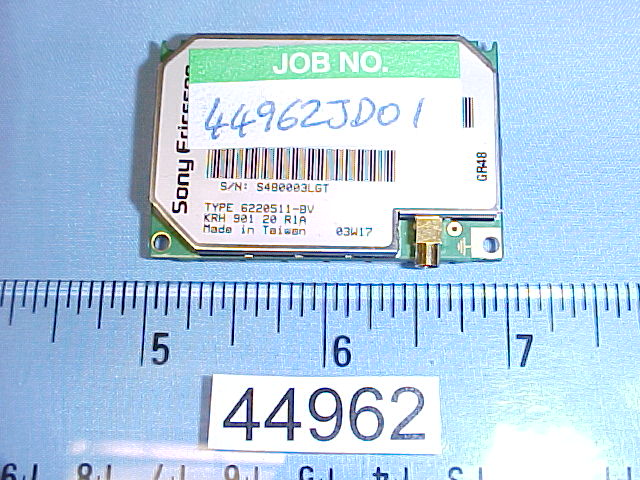 JOB NO.
44962JD01
Sony Ericsson
GR48
S/N: S480003LGT
TYPE 6220511-BV
KRH 901 20 R1A
Made in Taiwan 03W17
5 6 7
44962